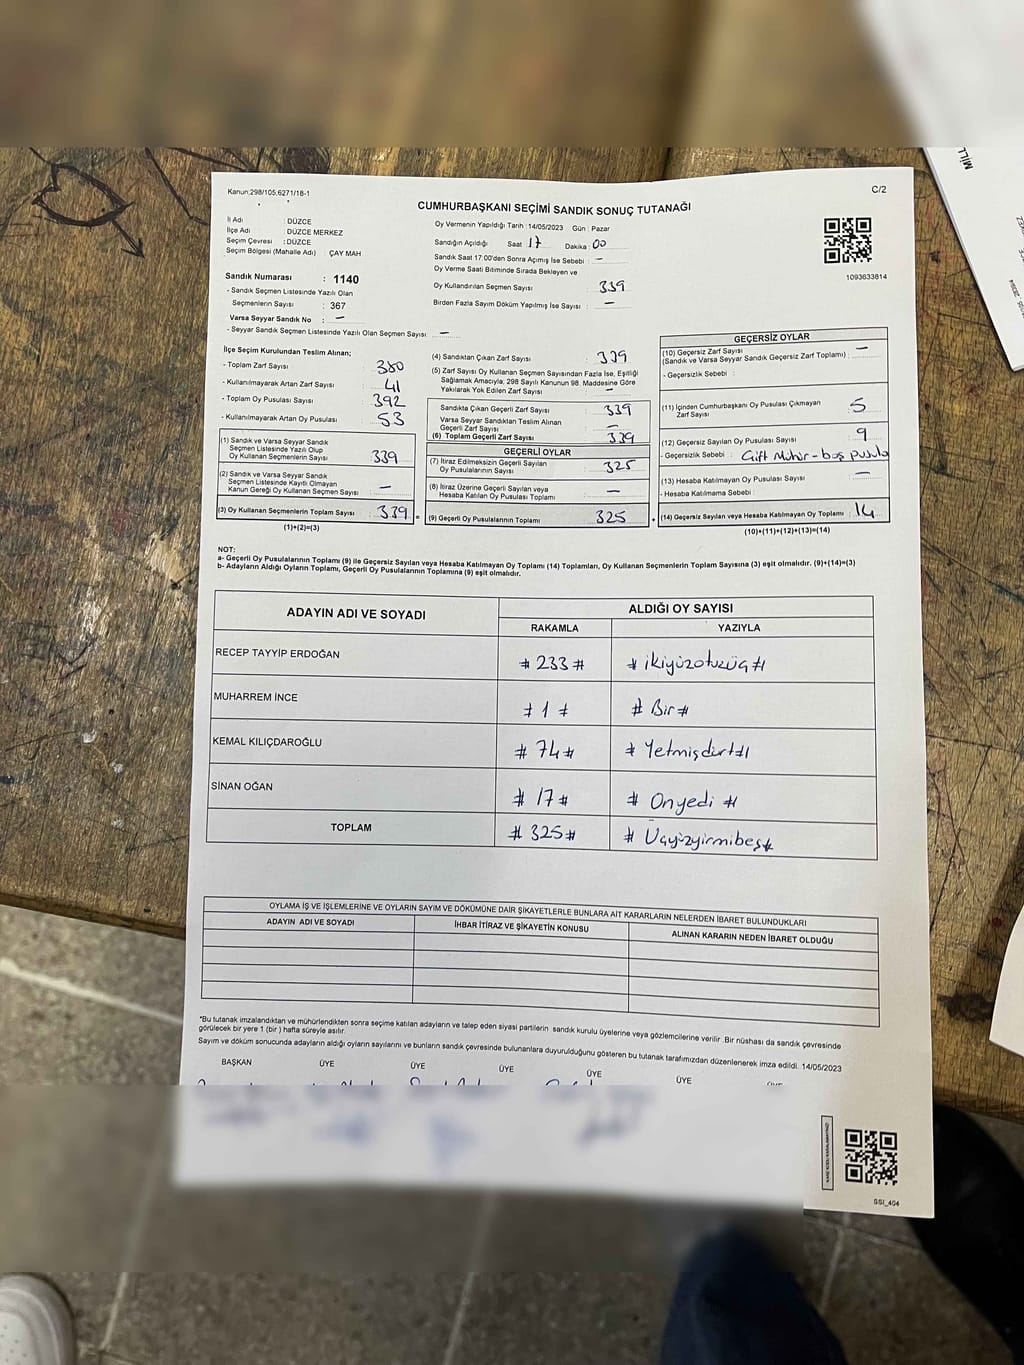 Kanun;298/105,6271/18-1
C/2
CUMHURBAŞKANI SEÇİMİ SANDIK SONUÇ TUTANAĞI
İl Adı : DÜZCE
İlçe Adı : DÜZCE MERKEZ
Seçim Çevresi : DÜZCE
Seçim Bölgesi (Mahalle Adı) : ÇAY MAH
Oy Vermenin Yapıldığı Tarih :14/05/2023 Gün : Pazar
Sandığın Açıldığı Saat 17 Dakika 00
Sandık Saat 17:00'den Sonra Açımış İse Sebebi : —
Oy Verme Saati Bitiminde Sırada Bekleyen ve
Oy Kullandırılan Seçmen Sayısı : 339
Birden Fazla Sayım Döküm Yapılmış İse Sayısı : —
1093633814
Sandık Numarası : 1140
- Sandık Seçmen Listesinde Yazılı Olan
Seçmenlerin Sayısı : 367
Varsa Seyyar Sandık No : —
- Seyyar Sandık Seçmen Listesinde Yazılı Olan Seçmen Sayısı : —
İlçe Seçim Kurulundan Teslim Alınan;
- Toplam Zarf Sayısı : 380
- Kullanılmayarak Artan Zarf Sayısı : 41
- Toplam Oy Pusulası Sayısı : 392
- Kullanılmayarak Artan Oy Pusulası : 53
(1) Sandık ve Varsa Seyyar Sandık
Seçmen Listesinde Yazılı Olup
Oy Kullanan Seçmenlerin Sayısı : 339
(2) Sandık ve Varsa Seyyar Sandık
Seçmen Listesinde Kayıtlı Olmayan
Kanun Gereği Oy Kullanan Seçmen Sayısı : —
(3) Oy Kullanan Seçmenlerin Toplam Sayısı : 339
(1)+(2)=(3)
(4) Sandıktan Çıkan Zarf Sayısı : 339
(5) Zarf Sayısı Oy Kullanan Seçmen Sayısından Fazla İse, Eşitliği
Sağlamak Amacıyla; 298 Sayılı Kanunun 98. Maddesine Göre
Yakılarak Yok Edilen Zarf Sayısı : —
Sandıkta Çıkan Geçerli Zarf Sayısı : 339
Varsa Seyyar Sandıktan Teslim Alınan
Geçerli Zarf Sayısı : —
(6) Toplam Geçerli Zarf Sayısı : 339
GEÇERLİ OYLAR
(7) İtiraz Edilmeksizin Geçerli Sayılan
Oy Pusulalarının Sayısı : 325
(8) İtiraz Üzerine Geçerli Sayılan veya
Hesaba Katılan Oy Pusulası Toplamı : —
(9) Geçerli Oy Pusulalarının Toplamı : 325
GEÇERSİZ OYLAR
(10) Geçersiz Zarf Sayısı —
(Sandık ve Varsa Seyyar Sandık Geçersiz Zarf Toplamı) :
- Geçersizlik Sebebi :
(11) İçinden Cumhurbaşkanı Oy Pusulası Çıkmayan
Zarf Sayısı : 5
(12) Geçersiz Sayılan Oy Pusulası Sayısı : 9
- Geçersizlik Sebebi : Çift Mühür - boş pusula
(13) Hesaba Katılmayan Oy Pusulası Sayısı : —
- Hesaba Katılmama Sebebi :
(14) Geçersiz Sayılan veya Hesaba Katılmayan Oy Toplamı : 14
(10)+(11)+(12)+(13)=(14)
NOT:
a- Geçerli Oy Pusulalarının Toplamı (9) ile Geçersiz Sayılan veya Hesaba Katılmayan Oy Toplamı (14) Toplamları, Oy Kullanan Seçmenlerin Toplam Sayısına (3) eşit olmalıdır. (9)+(14)=(3)
b- Adayların Aldığı Oyların Toplamı, Geçerli Oy Pusulalarının Toplamına (9) eşit olmalıdır.
ADAYIN ADI VE SOYADI ALDIĞI OY SAYISI
RAKAMLA YAZIYLA
RECEP TAYYİP ERDOĞAN # 233 # # ikiyüzotuzüç #
MUHARREM İNCE # 1 # # Bir #
KEMAL KILIÇDAROĞLU # 74 # # Yetmişdört #
SİNAN OĞAN # 17 # # Onyedi #
TOPLAM # 325 # # Üçyüzyirmibeş #
OYLAMA İŞ VE İŞLEMLERİNE VE OYLARIN SAYIM VE DÖKÜMÜNE DAİR ŞİKAYETLERLE BUNLARA AİT KARARLARIN NELERDEN İBARET BULUNDUKLARI
ADAYIN ADI VE SOYADI İHBAR İTİRAZ VE ŞİKAYETİN KONUSU ALINAN KARARIN NEDEN İBARET OLDUĞU
*Bu tutanak imzalandıktan ve mühürlendikten sonra seçime katılan adayların ve talep eden siyasi partilerin sandık kurulu üyelerine veya gözlemcilerine verilir .Bir nüshası da sandık çevresinde
görülecek bir yere 1 (bir ) hafta süreyle asılır.
Sayım ve döküm sonucunda adayların aldığı oyların sayılarını ve bunların sandık çevresinde bulunanlara duyurulduğunu gösteren bu tutanak tarafımızdan düzenlenerek imza edildi. 14/05/2023
BAŞKAN ÜYE ÜYE ÜYE ÜYE ÜYE
SSI_404
MİLL